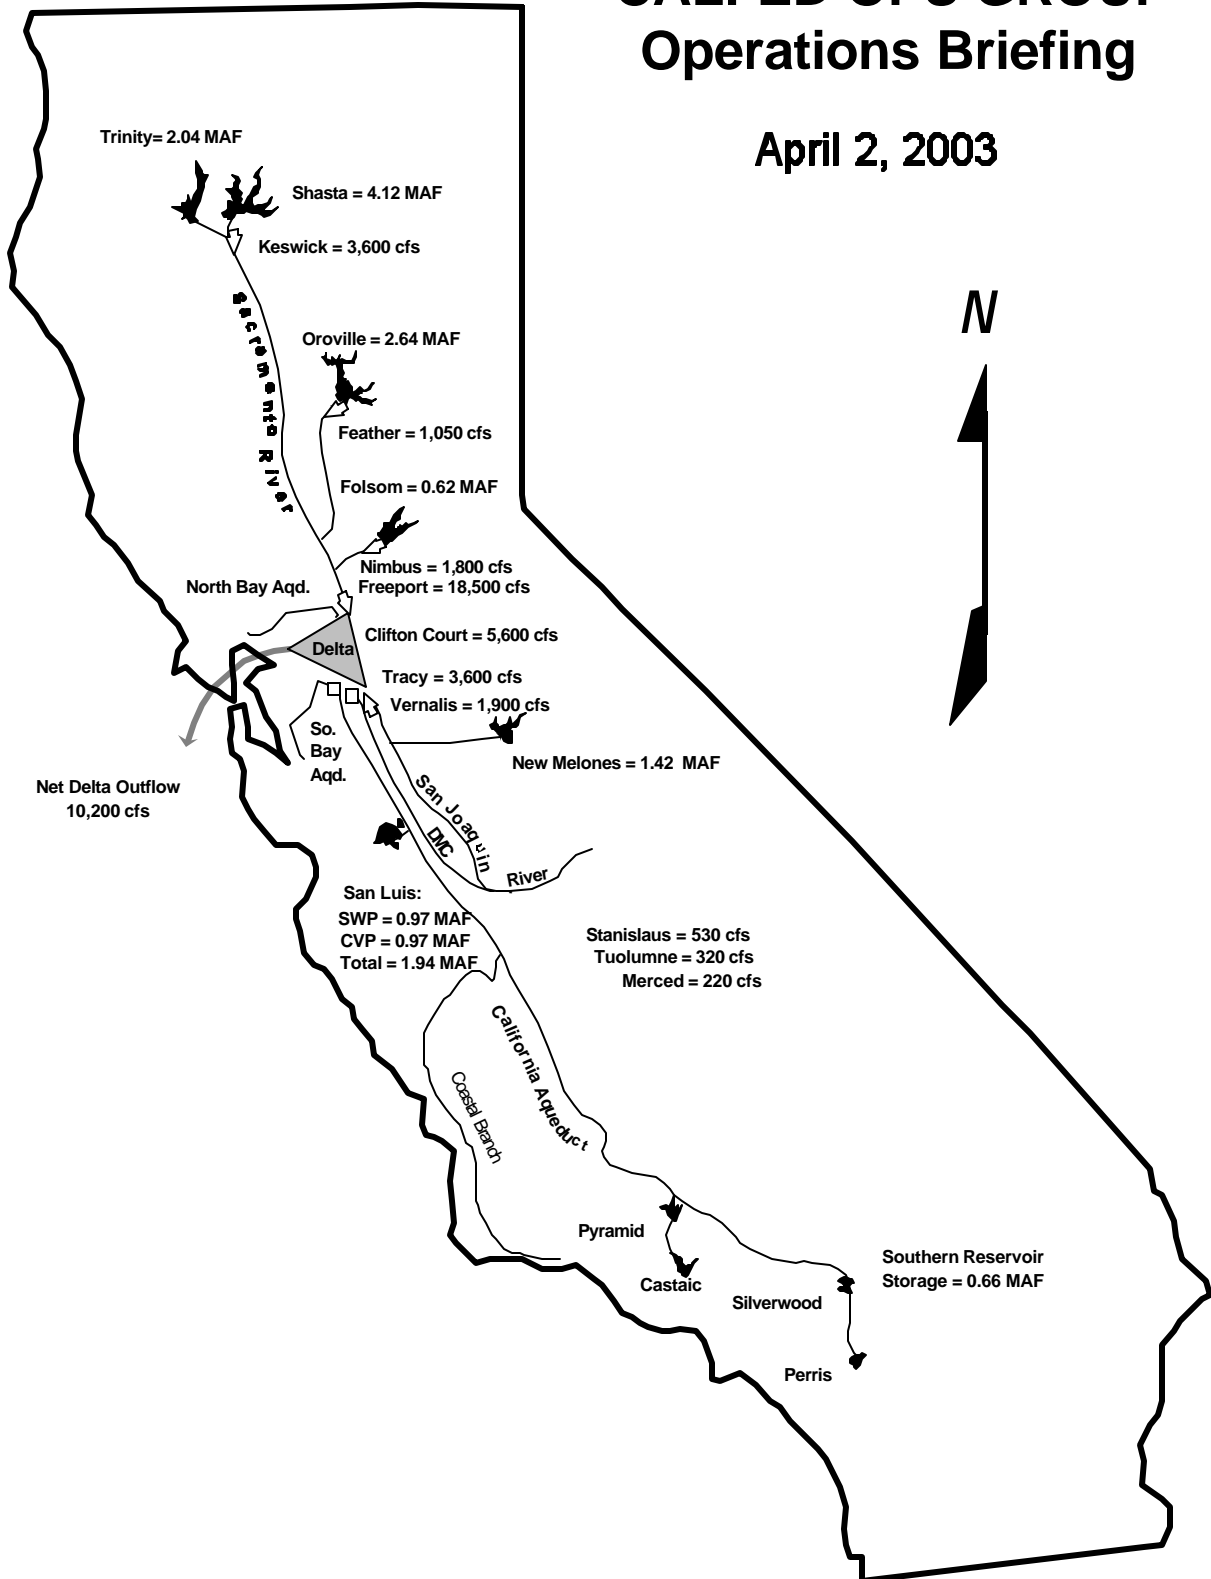 Operations Briefing
April 2, 2003
Trinity= 2.04 MAF
Shasta = 4.12 MAF
Keswick = 3,600 cfs
N
Sacramento River
Oroville = 2.64 MAF
Feather = 1,050 cfs
Folsom = 0.62 MAF
Nimbus = 1,800 cfs
North Bay Aqd.
Freeport = 18,500 cfs
Clifton Court = 5,600 cfs
Delta
Tracy = 3,600 cfs
Vernalis = 1,900 cfs
So.
Bay
Aqd.
New Melones = 1.42 MAF
Net Delta Outflow
10,200 cfs
San Joaquin
River
DMC
San Luis:
SWP = 0.97 MAF
CVP = 0.97 MAF
Total = 1.94 MAF
Stanislaus = 530 cfs
Tuolumne = 320 cfs
Merced = 220 cfs
California Aqueduct
Coastal Branch
Pyramid
Castaic
Silverwood
Southern Reservoir
Storage = 0.66 MAF
Perris